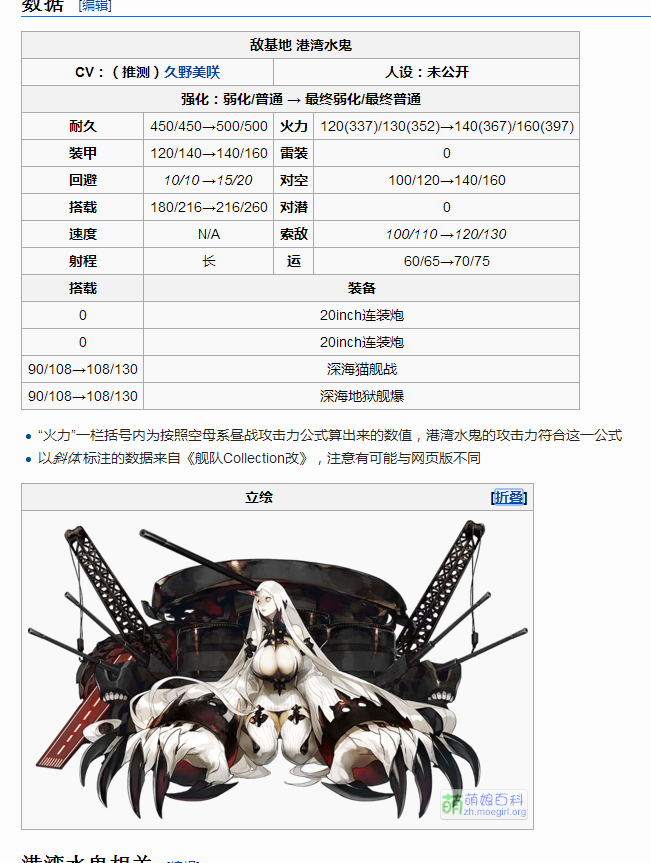 数据 [编辑]
敌基地 港湾水鬼
CV：（推测）久野美咲 人设：未公开
强化：弱化/普通 → 最终弱化/最终普通
耐久 450/450→500/500 火力 120(337)/130(352)→140(367)/160(397)
装甲 120/140→140/160 雷装 0
回避 10/10→15/20 对空 100/120→140/160
搭载 180/216→216/260 对潜 0
速度 N/A 索敌 100/110→120/130
射程 长 运 60/65→70/75
搭载 装备
0 20inch连装炮
0 20inch连装炮
90/108→108/130 深海猫舰战
90/108→108/130 深海地狱舰爆
“火力”一栏括号内为按照空母系昼战攻击力公式算出来的数值，港湾水鬼的攻击力符合这一公式
以斜体标注的数据来自《舰队Collection改》，注意有可能与网页版不同
立绘 [折叠]
萌娘百科
zh.moegirl.org
港湾水鬼相关 [编辑]